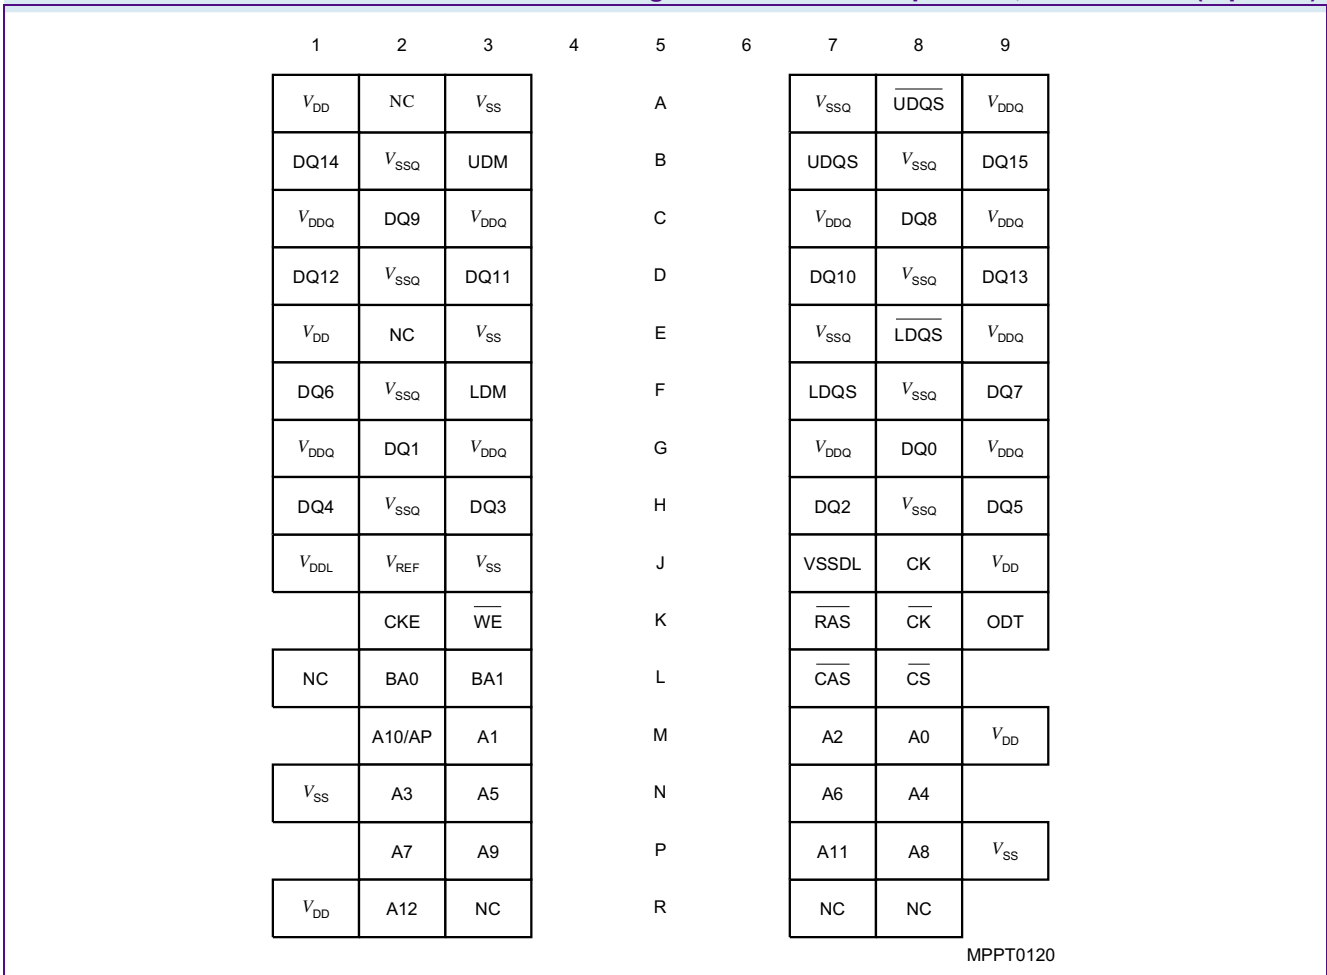 1 2 3 4 5 6 7 8 9
VDD NC VSS A VSSQ UDQS VDDQ
DQ14 VSSQ UDM B UDQS VSSQ DQ15
VDDQ DQ9 VDDQ C VDDQ DQ8 VDDQ
DQ12 VSSQ DQ11 D DQ10 VSSQ DQ13
VDD NC VSS E VSSQ LDQS VDDQ
DQ6 VSSQ LDM F LDQS VSSQ DQ7
VDDQ DQ1 VDDQ G VDDQ DQ0 VDDQ
DQ4 VSSQ DQ3 H DQ2 VSSQ DQ5
VDDL VREF VSS J VSSDL CK VDD
CKE WE K RAS CK ODT
NC BA0 BA1 L CAS CS
A10/AP A1 M A2 A0 VDD
VSS A3 A5 N A6 A4
A7 A9 P A11 A8 VSS
VDD A12 NC R NC NC
MPPT0120